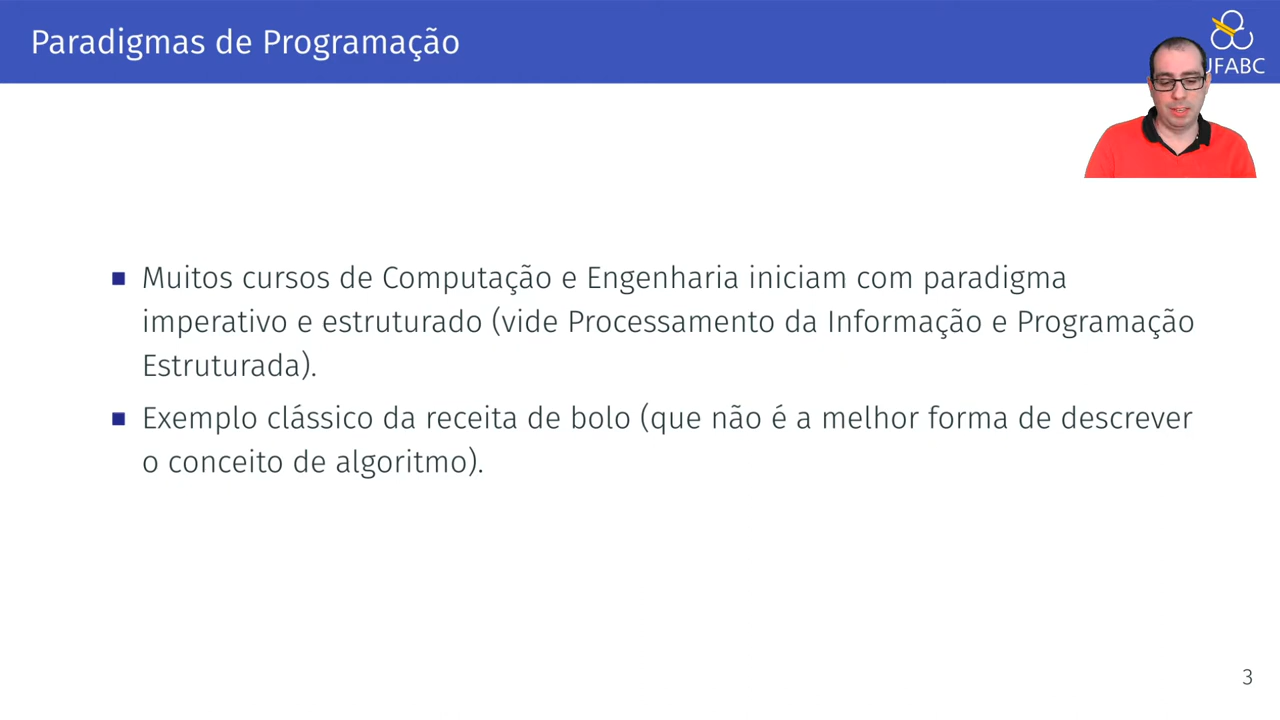 Paradigmas de Programação
UFABC
Muitos cursos de Computação e Engenharia iniciam com paradigma
imperativo e estruturado (vide Processamento da Informação e Programação
Estruturada).
Exemplo clássico da receita de bolo (que não é a melhor forma de descrever
o conceito de algoritmo).
3